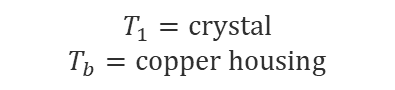 T₁ = crystal
T_b = copper housing